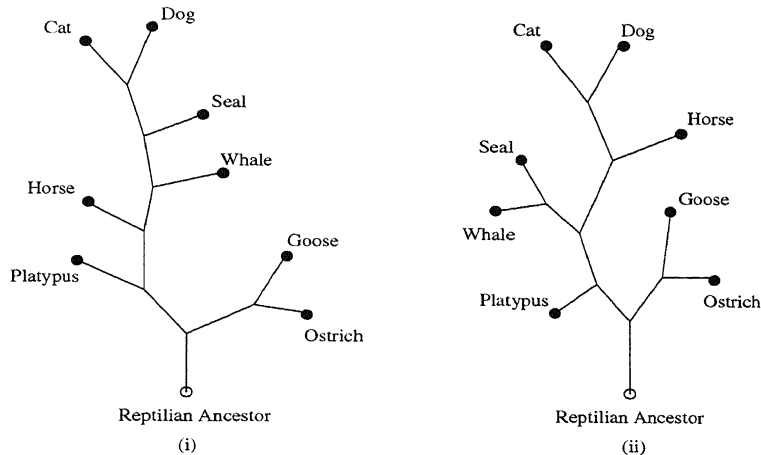 Dog
Cat
Seal
Whale
Horse
Goose
Platypus
Ostrich
Reptilian Ancestor
(i)
Cat
Dog
Horse
Seal
Goose
Whale
Platypus
Ostrich
Reptilian Ancestor
(ii)